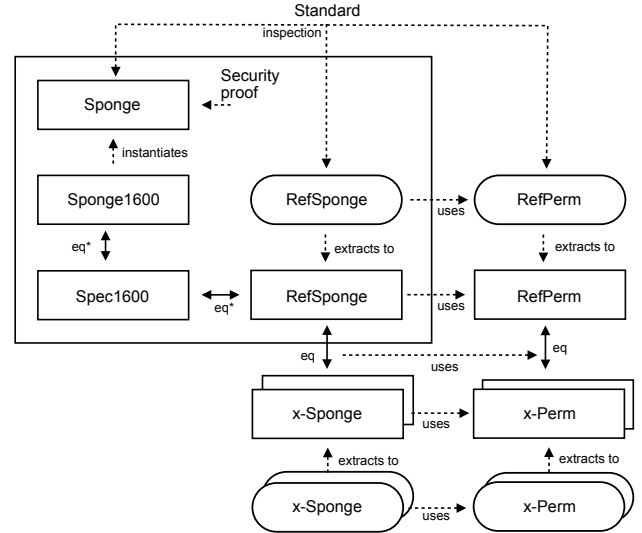 Standard
inspection
Security
proof
Sponge
instantiates
Sponge1600
RefSponge
uses
RefPerm
eq*
extracts to
extracts to
Spec1600
eq*
RefSponge
uses
RefPerm
eq
uses
eq
x-Sponge
uses
x-Perm
extracts to
extracts to
x-Sponge
uses
x-Perm